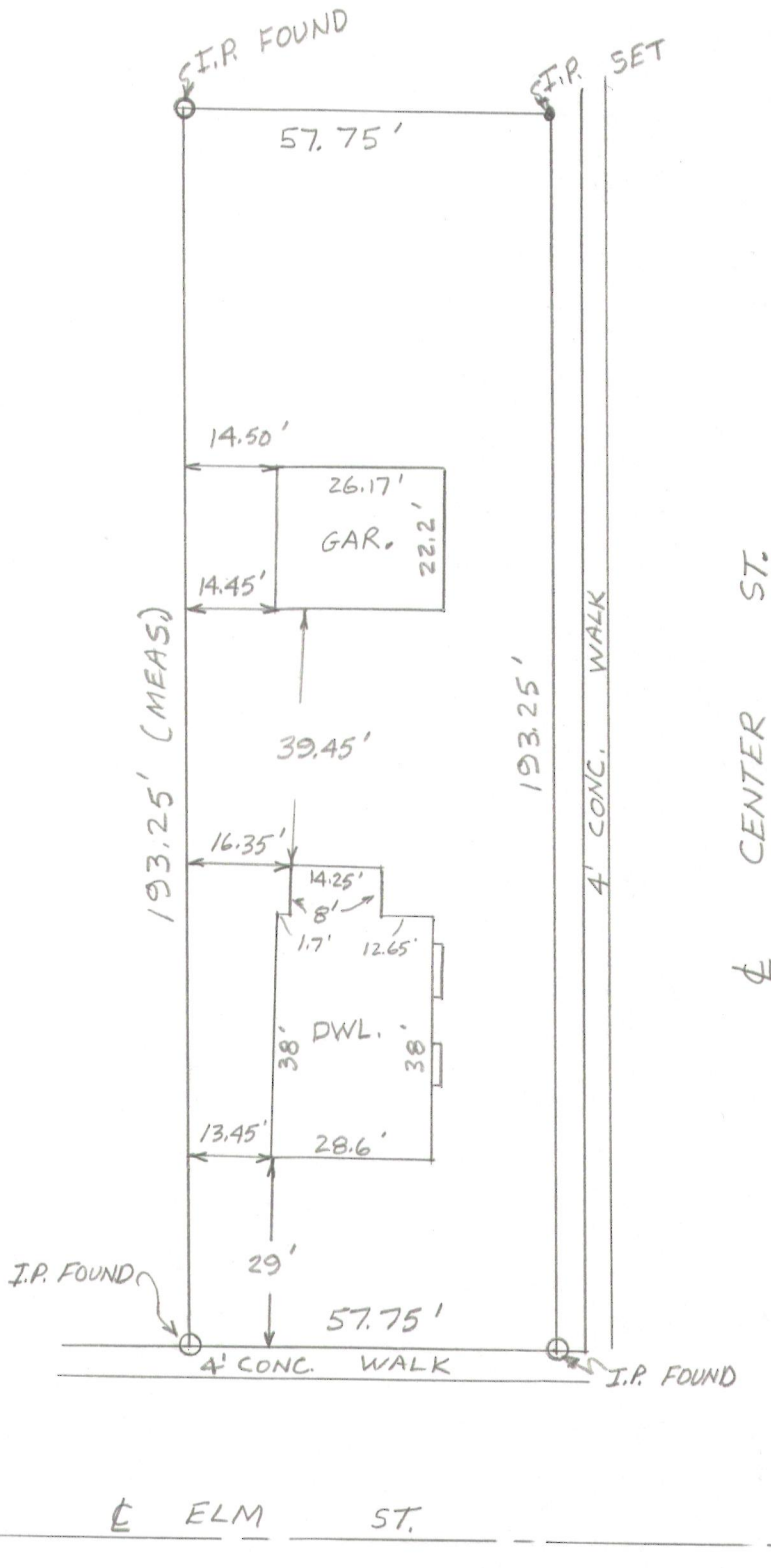 I.P. FOUND
I.P. SET
57.75'
14.50'
26.17'
GAR.
22.2'
14.45'
193.25' (MEAS.)
39.45'
193.25'
4' CONC. WALK
℄ CENTER ST.
16.35'
14.25'
8'
1.7'
12.65'
38'
DWL.
38'
13.45'
28.6'
29'
I.P. FOUND
57.75'
4' CONC. WALK
I.P. FOUND
℄ ELM ST.